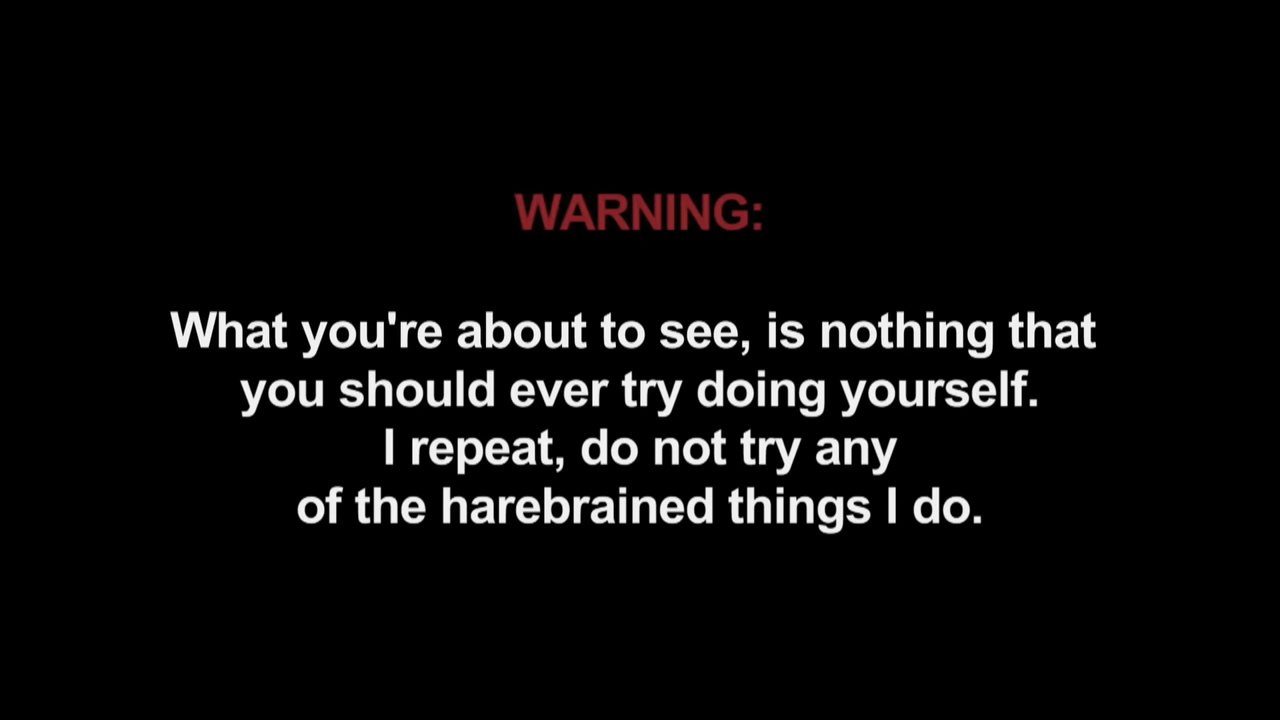 WARNING:
What you're about to see, is nothing that
you should ever try doing yourself.
I repeat, do not try any
of the harebrained things I do.